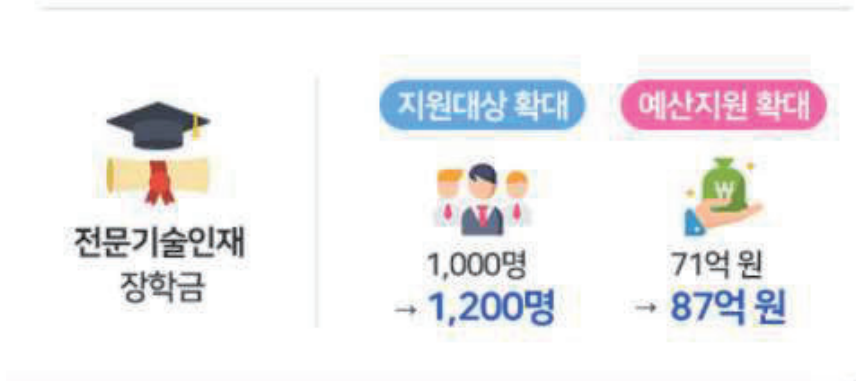 전문기술인재
장학금
지원대상 확대
1,000명
→ 1,200명
예산지원 확대
₩
71억 원
→ 87억 원